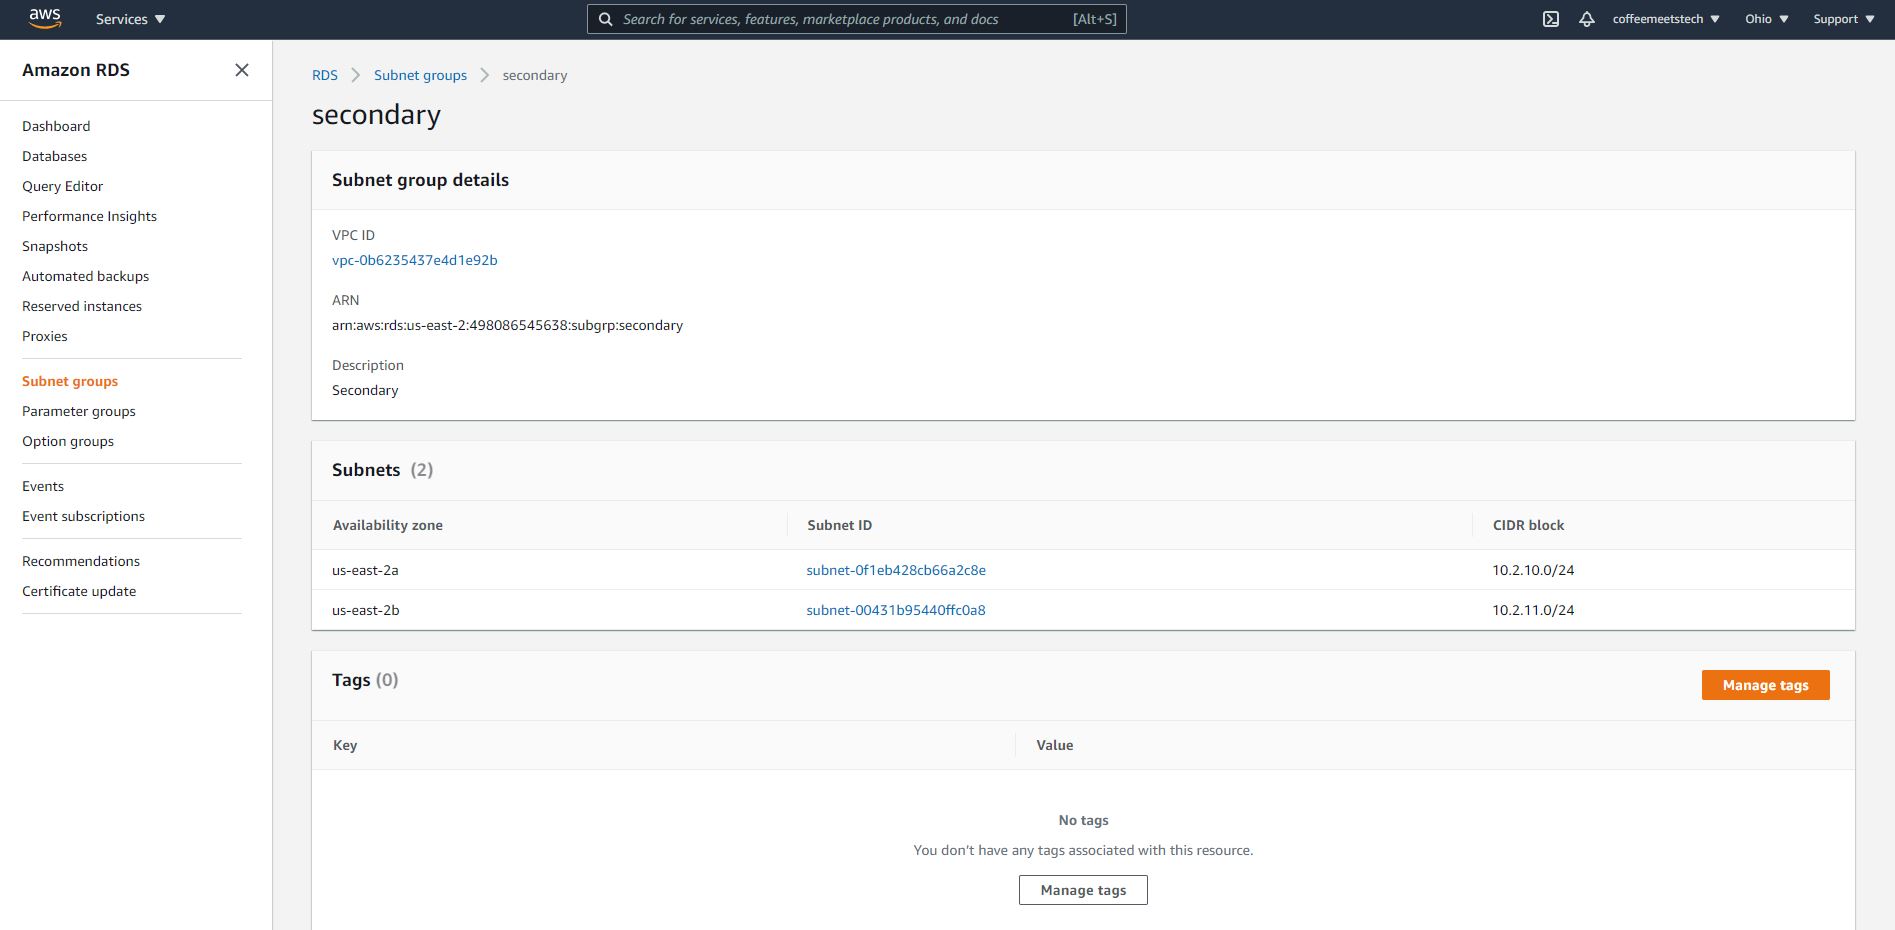 aws Services Search for services, features, marketplace products, and docs [Alt+S] coffeemeetstech Ohio Support
Amazon RDS
Dashboard
Databases
Query Editor
Performance Insights
Snapshots
Automated backups
Reserved instances
Proxies
Subnet groups
Parameter groups
Option groups
Events
Event subscriptions
Recommendations
Certificate update
RDS Subnet groups secondary
secondary
Subnet group details
VPC ID
vpc-0b6235437e4d1e92b
ARN
arn:aws:rds:us-east-2:498086545638:subgrp:secondary
Description
Secondary
Subnets (2)
Availability zone Subnet ID CIDR block
us-east-2a subnet-0f1eb428cb66a2c8e 10.2.10.0/24
us-east-2b subnet-00431b95440ffc0a8 10.2.11.0/24
Tags (0) Manage tags
Key Value
No tags
You don't have any tags associated with this resource.
Manage tags